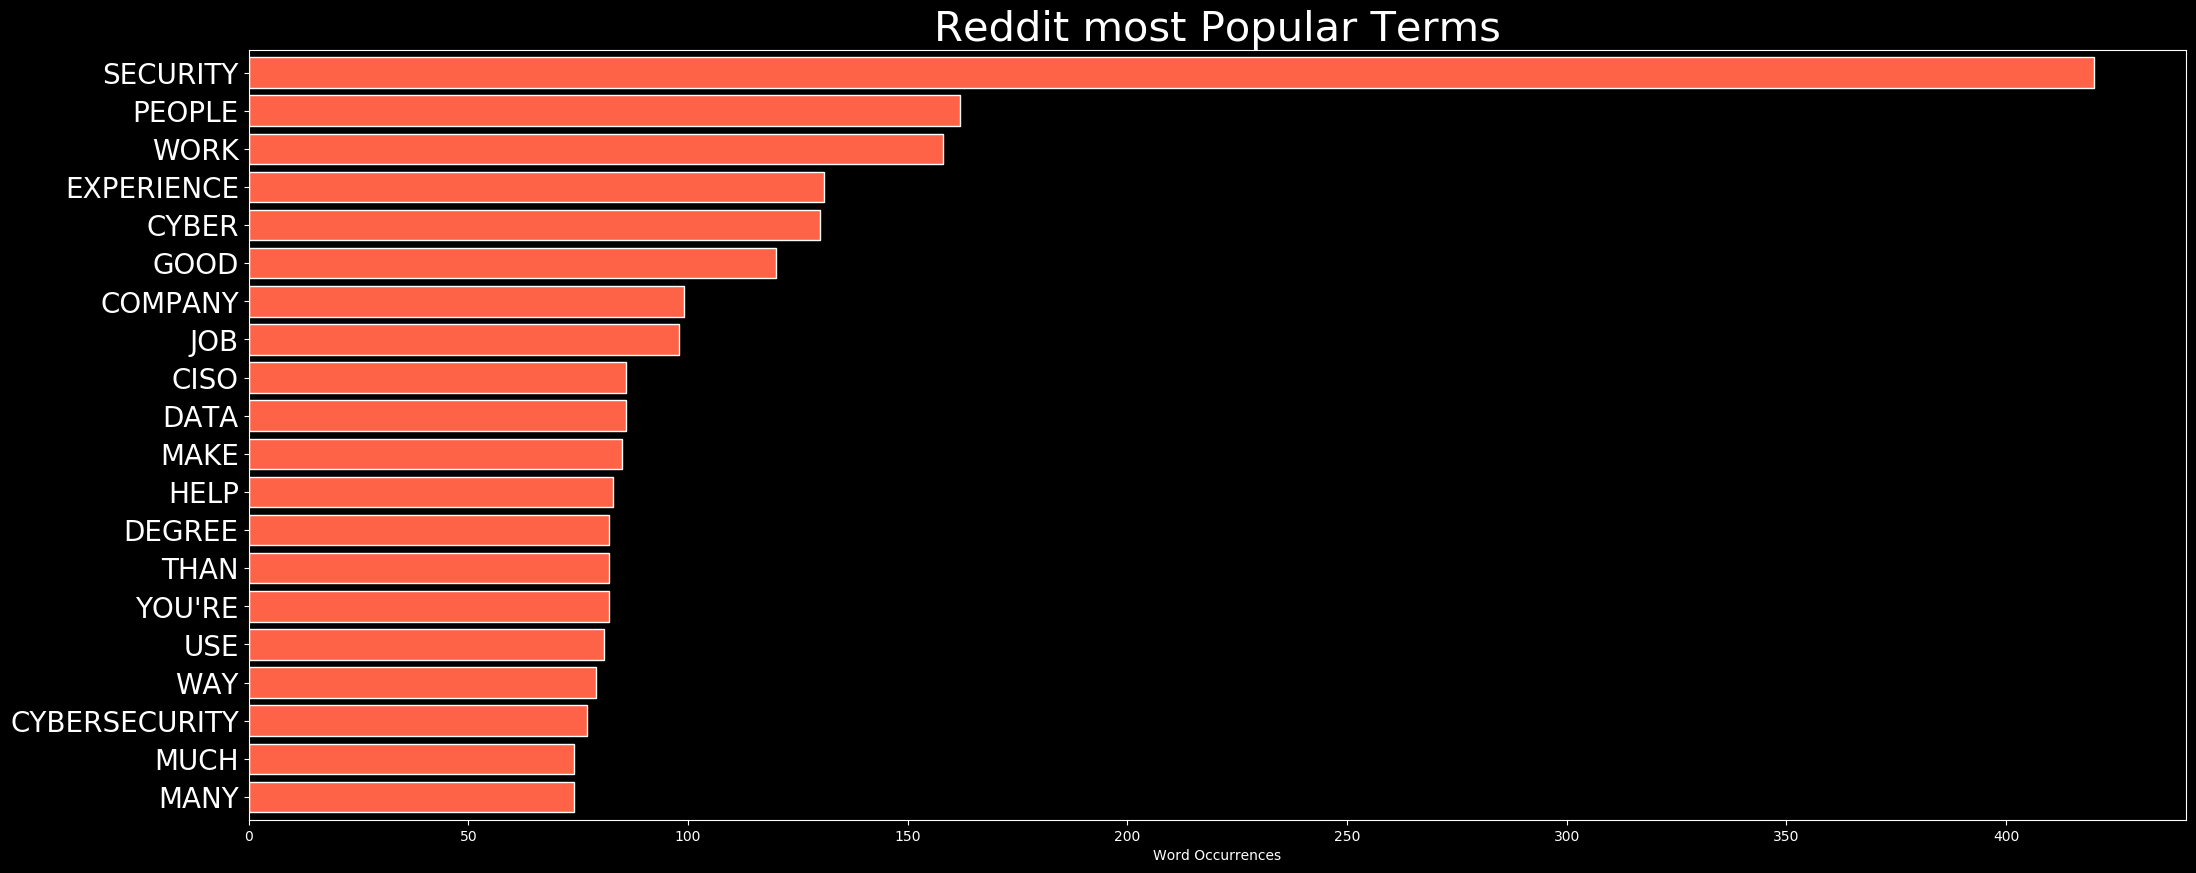 Reddit most Popular Terms
SECURITY
PEOPLE
WORK
EXPERIENCE
CYBER
GOOD
COMPANY
JOB
CISO
DATA
MAKE
HELP
DEGREE
THAN
YOU'RE
USE
WAY
CYBERSECURITY
MUCH
MANY
0 50 100 150 200 250 300 350 400
Word Occurrences